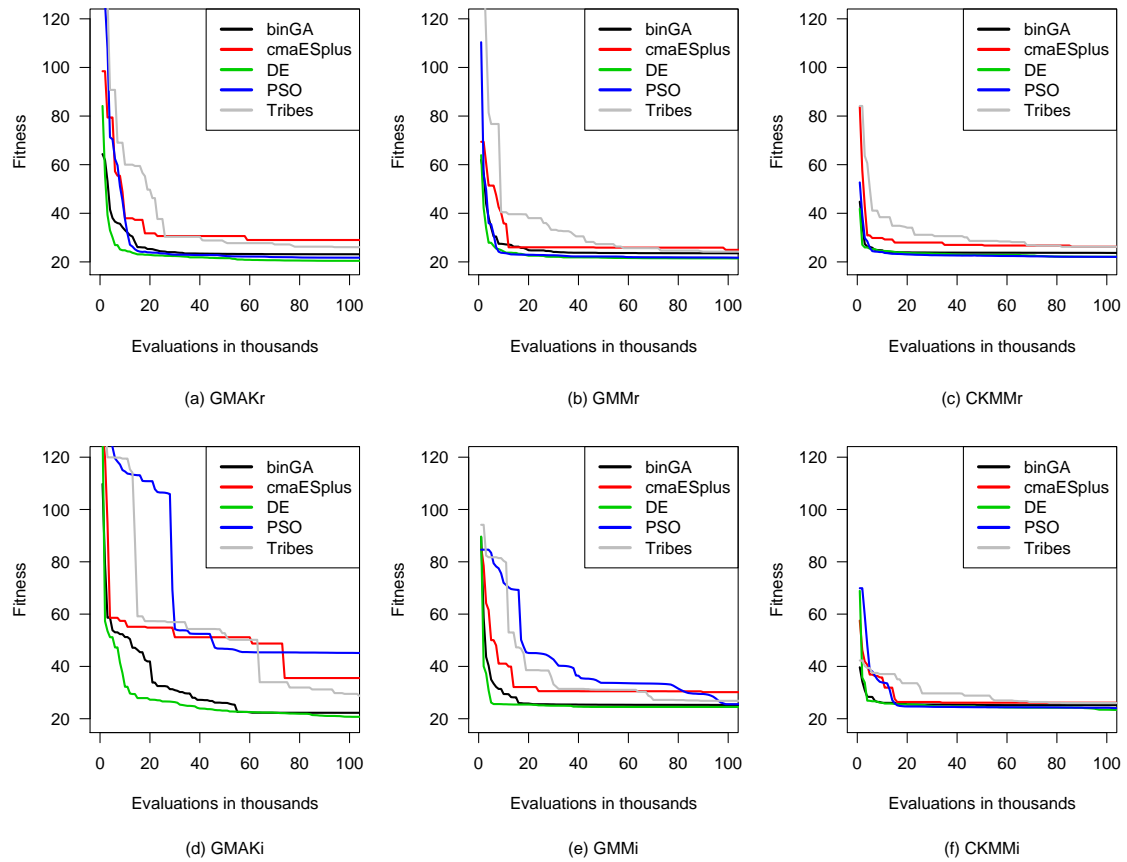 120
100
80
60
40
20
Fitness
0 20 40 60 80 100
Evaluations in thousands
binGA
cmaESplus
DE
PSO
Tribes
(a) GMAKr
120
100
80
60
40
20
Fitness
0 20 40 60 80 100
Evaluations in thousands
binGA
cmaESplus
DE
PSO
Tribes
(b) GMMr
120
100
80
60
40
20
Fitness
0 20 40 60 80 100
Evaluations in thousands
binGA
cmaESplus
DE
PSO
Tribes
(c) CKMMr
120
100
80
60
40
20
Fitness
0 20 40 60 80 100
Evaluations in thousands
binGA
cmaESplus
DE
PSO
Tribes
(d) GMAKi
120
100
80
60
40
20
Fitness
0 20 40 60 80 100
Evaluations in thousands
binGA
cmaESplus
DE
PSO
Tribes
(e) GMMi
120
100
80
60
40
20
Fitness
0 20 40 60 80 100
Evaluations in thousands
binGA
cmaESplus
DE
PSO
Tribes
(f) CKMMi